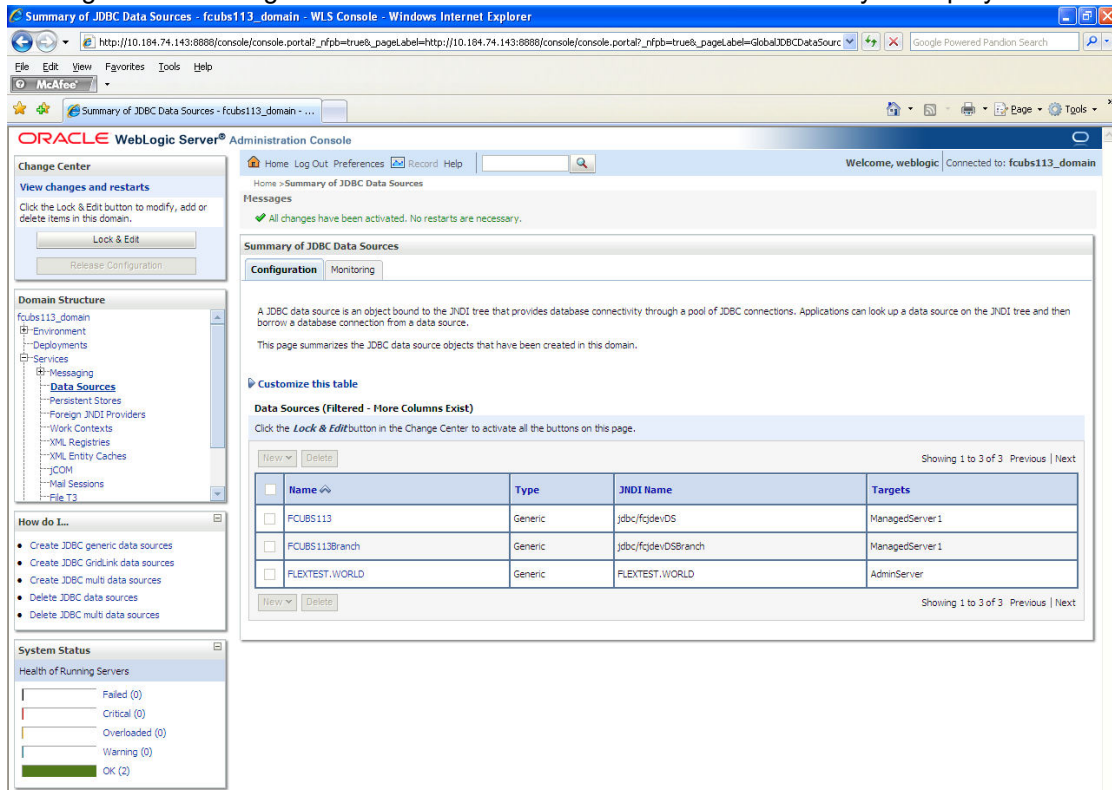 Summary of JDBC Data Sources - fcubs113_domain - WLS Console - Windows Internet Explorer
http://10.184.74.143:8888/console/console.portal?_nfpb=true&_pageLabel=http://10.184.74.143:8888/console/console.portal?_nfpb=true&_pageLabel=GlobalJDBCDataSourc
Google Powered Pandion Search
File Edit View Favorites Tools Help
McAfee
Summary of JDBC Data Sources - fcubs113_domain - ...
Page Tools
ORACLE WebLogic Server® Administration Console
Change Center
View changes and restarts
Click the Lock & Edit button to modify, add or
delete items in this domain.
Lock & Edit
Release Configuration
Domain Structure
fcubs113_domain
Environment
Deployments
Services
Messaging
Data Sources
Persistent Stores
Foreign JNDI Providers
Work Contexts
XML Registries
XML Entity Caches
jCOM
Mail Sessions
File T3
How do I...
Create JDBC generic data sources
Create JDBC GridLink data sources
Create JDBC multi data sources
Delete JDBC data sources
Delete JDBC multi data sources
System Status
Health of Running Servers
Failed (0)
Critical (0)
Overloaded (0)
Warning (0)
OK (2)
Home Log Out Preferences Record Help
Welcome, weblogic Connected to: fcubs113_domain
Home >Summary of JDBC Data Sources
Messages
All changes have been activated. No restarts are necessary.
Summary of JDBC Data Sources
Configuration Monitoring
A JDBC data source is an object bound to the JNDI tree that provides database connectivity through a pool of JDBC connections. Applications can look up a data source on the JNDI tree and then
borrow a database connection from a data source.
This page summarizes the JDBC data source objects that have been created in this domain.
Customize this table
Data Sources (Filtered - More Columns Exist)
Click the Lock & Edit button in the Change Center to activate all the buttons on this page.
New Delete Showing 1 to 3 of 3 Previous | Next
Name Type JNDI Name Targets
FCUBS113 Generic jdbc/fcjdevDS ManagedServer1
FCUBS113Branch Generic jdbc/fcjdevDSBranch ManagedServer1
FLEXTEST.WORLD Generic FLEXTEST.WORLD AdminServer
New Delete Showing 1 to 3 of 3 Previous | Next